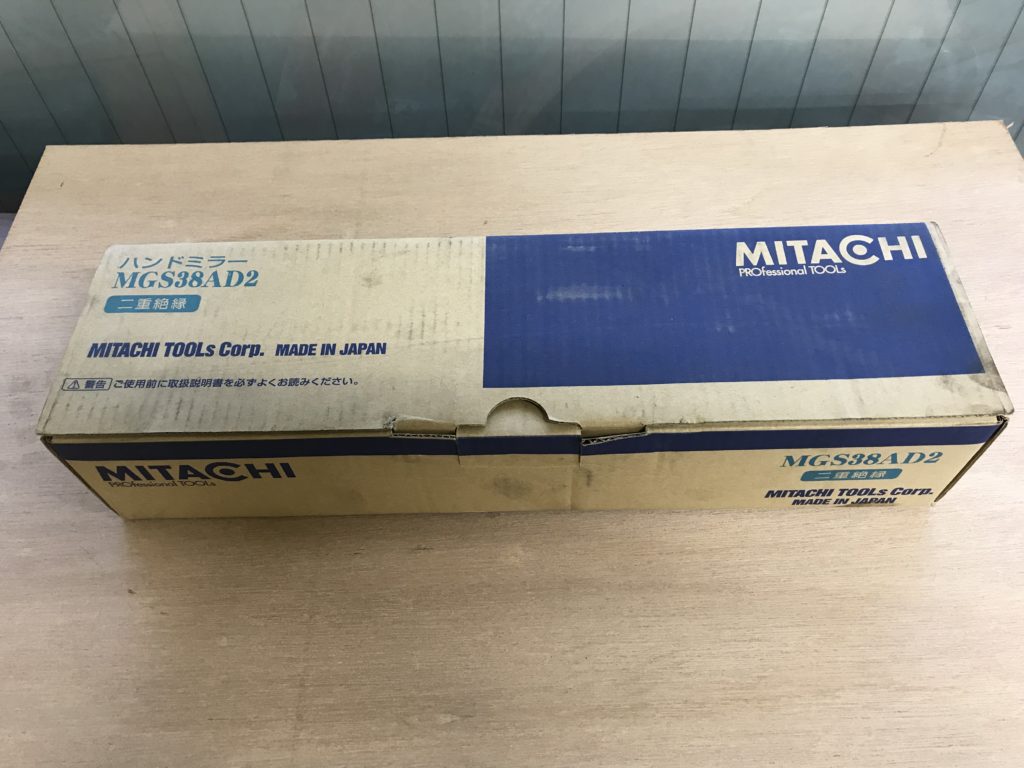 ハンドミラー
MGS38AD2
二重絶縁
MITACHI TOOLs Corp. MADE IN JAPAN
⚠ 警告 ご使用前に取扱説明書を必ずよくお読みください。
MITACHI
PROfessional TOOLs
MITACHI
PROfessional TOOLs
MGS38AD2
二重絶縁
MITACHI TOOLs Corp.
MADE IN JAPAN